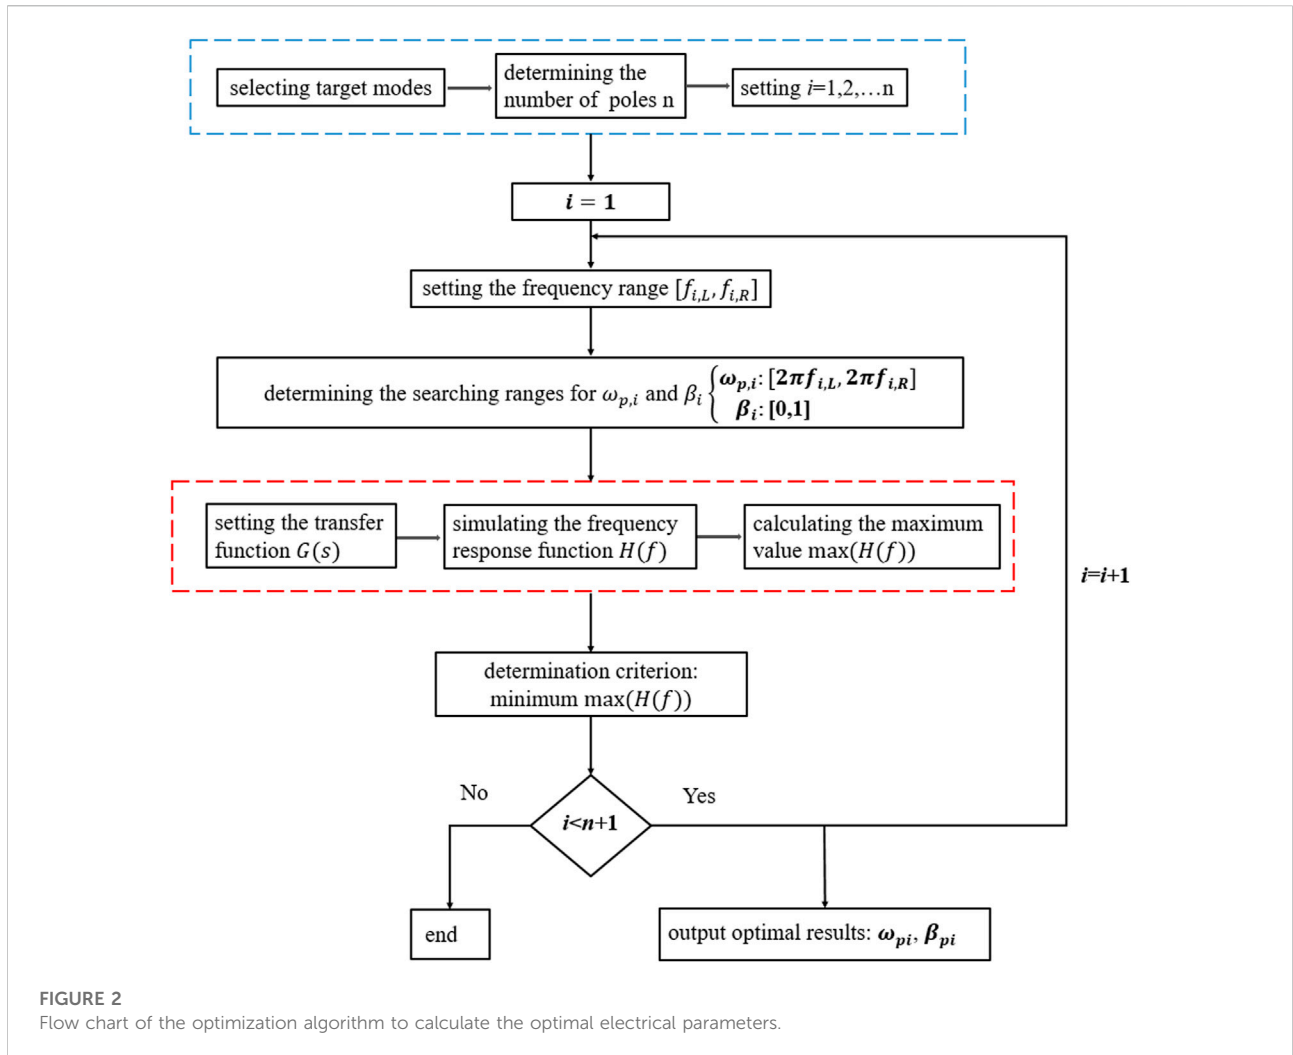 selecting target modes
determining the
number of poles n
setting i=1,2,…n
i = 1
setting the frequency range [f_{i,L}, f_{i,R}]
determining the searching ranges for ω_{p,i} and β_i
ω_{p,i}: [2πf_{i,L}, 2πf_{i,R}]
β_i: [0,1]
setting the transfer
function G(s)
simulating the frequency
response function H(f)
calculating the maximum
value max(H(f))
i=i+1
determination criterion:
minimum max(H(f))
No
Yes
i<n+1
end
output optimal results: ω_{pi}, β_{pi}
FIGURE 2
Flow chart of the optimization algorithm to calculate the optimal electrical parameters.